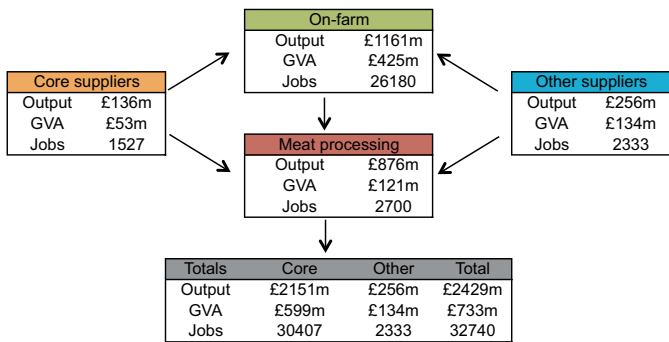 On-farm
Output £1161m
GVA £425m
Jobs 26180
Core suppliers
Output £136m
GVA £53m
Jobs 1527
Other suppliers
Output £256m
GVA £134m
Jobs 2333
Meat processing
Output £876m
GVA £121m
Jobs 2700
Totals Core Other Total
Output £2151m £256m £2429m
GVA £599m £134m £733m
Jobs 30407 2333 32740